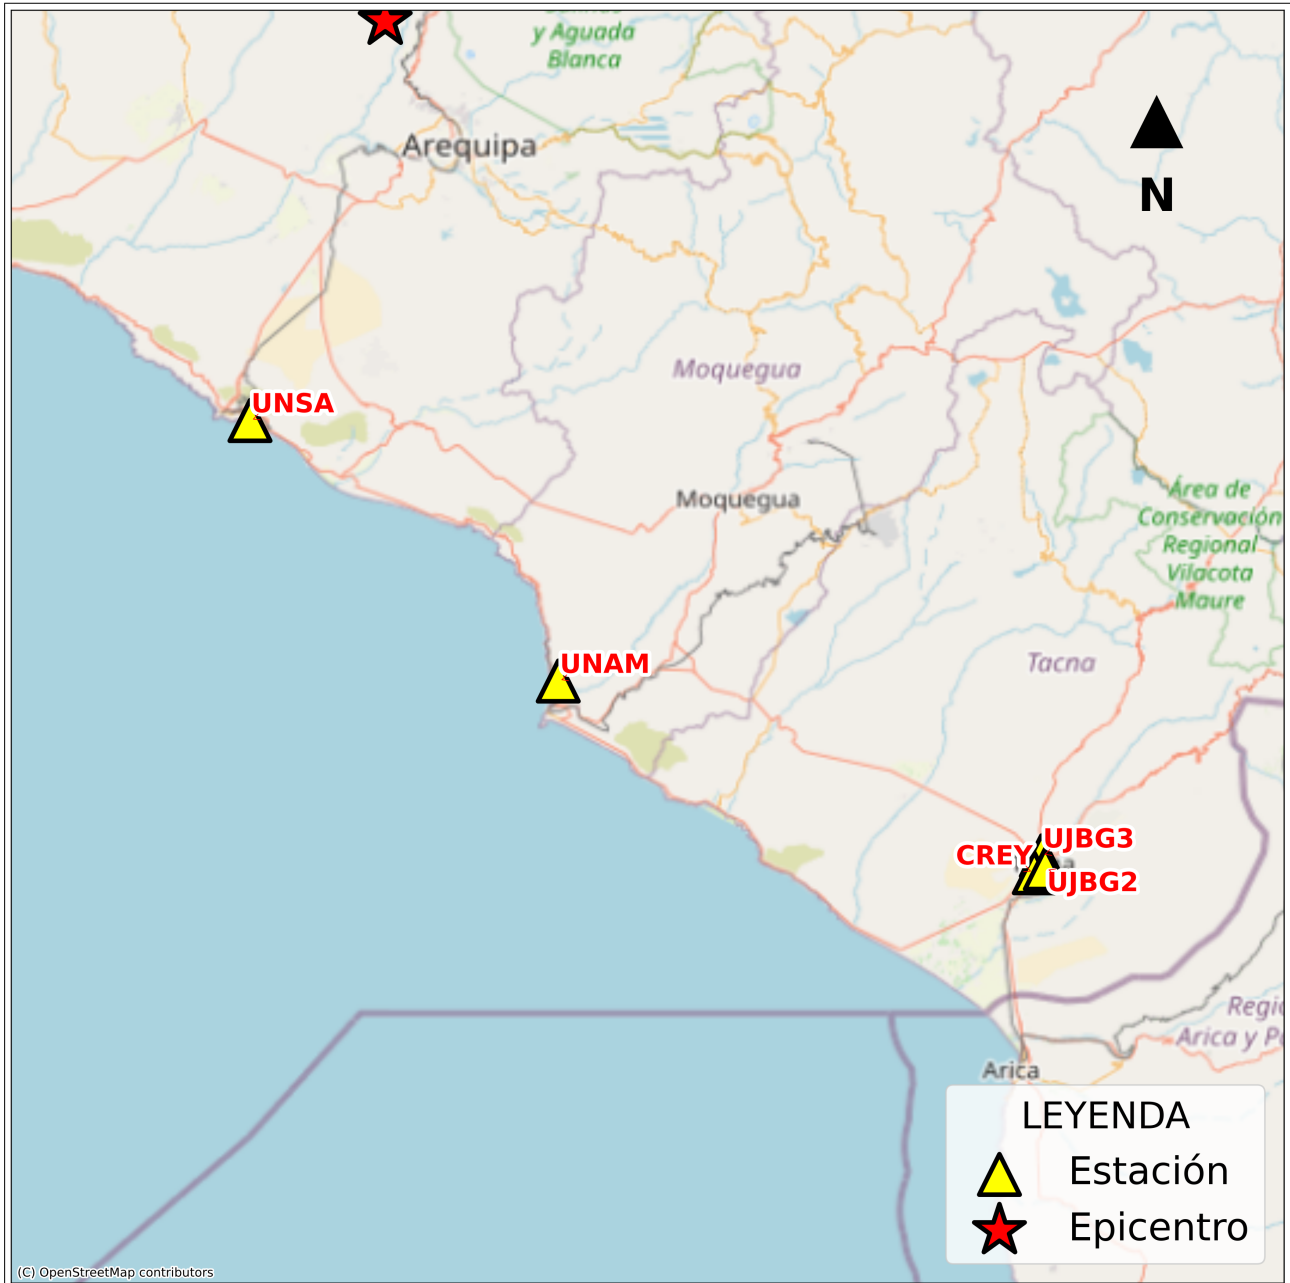 y Aguada
Blanca
Arequipa
N
Moquegua
UNSA
Moquegua
Área de
Conservación
Regional
Vilacota
Maure
UNAM
Tacna
UJBG3
CREY
UJBG2
Arica y
Arica
LEYENDA
Estación
Epicentro
(C) OpenStreetMap contributors